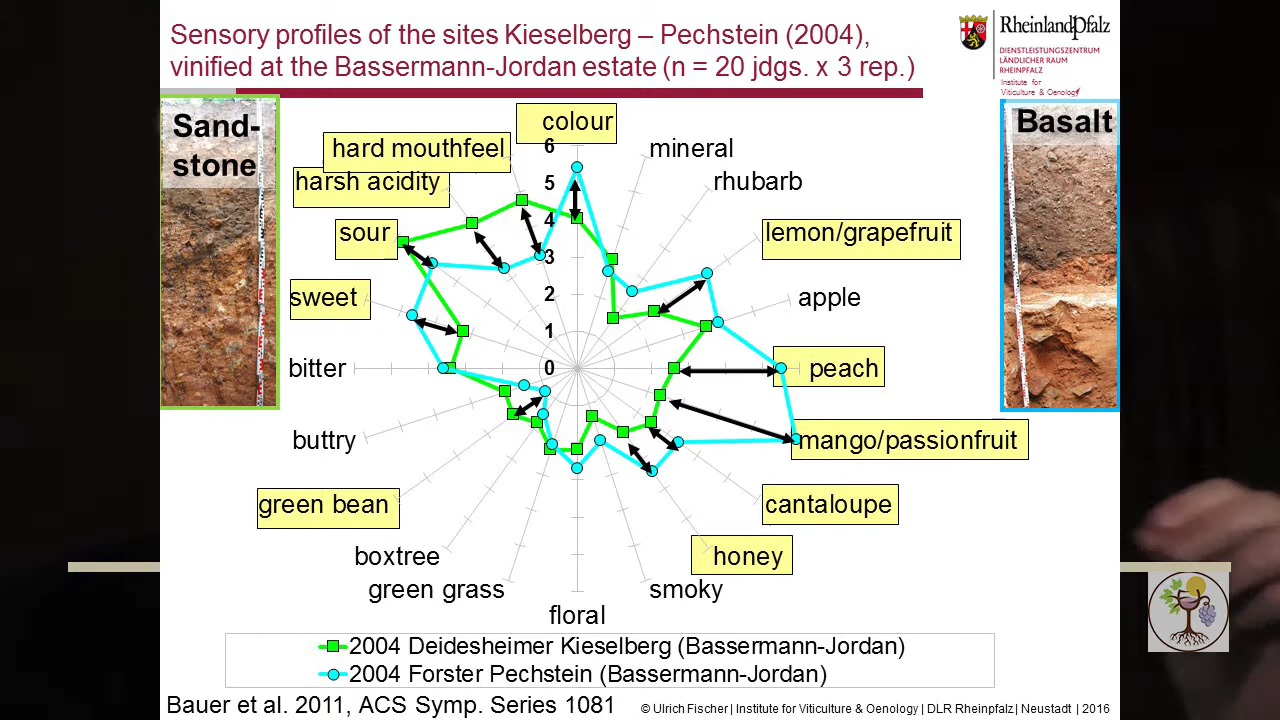 Sensory profiles of the sites Kieselberg – Pechstein (2004),
vinified at the Bassermann-Jordan estate (n = 20 jdgs. x 3 rep.)
RheinlandPfalz
DIENSTLEISTUNGSZENTRUM
LÄNDLICHER RAUM
RHEINPFALZ
Institute for
Viticulture & Oenology
Sand-
stone
Basalt
colour
mineral
rhubarb
lemon/grapefruit
apple
peach
mango/passionfruit
cantaloupe
honey
smoky
floral
green grass
boxtree
green bean
buttry
bitter
sweet
sour
harsh acidity
hard mouthfeel
6
5
4
3
2
1
0
2004 Deidesheimer Kieselberg (Bassermann-Jordan)
2004 Forster Pechstein (Bassermann-Jordan)
Bauer et al. 2011, ACS Symp. Series 1081
© Ulrich Fischer | Institute for Viticulture & Oenology | DLR Rheinpfalz | Neustadt | 2016